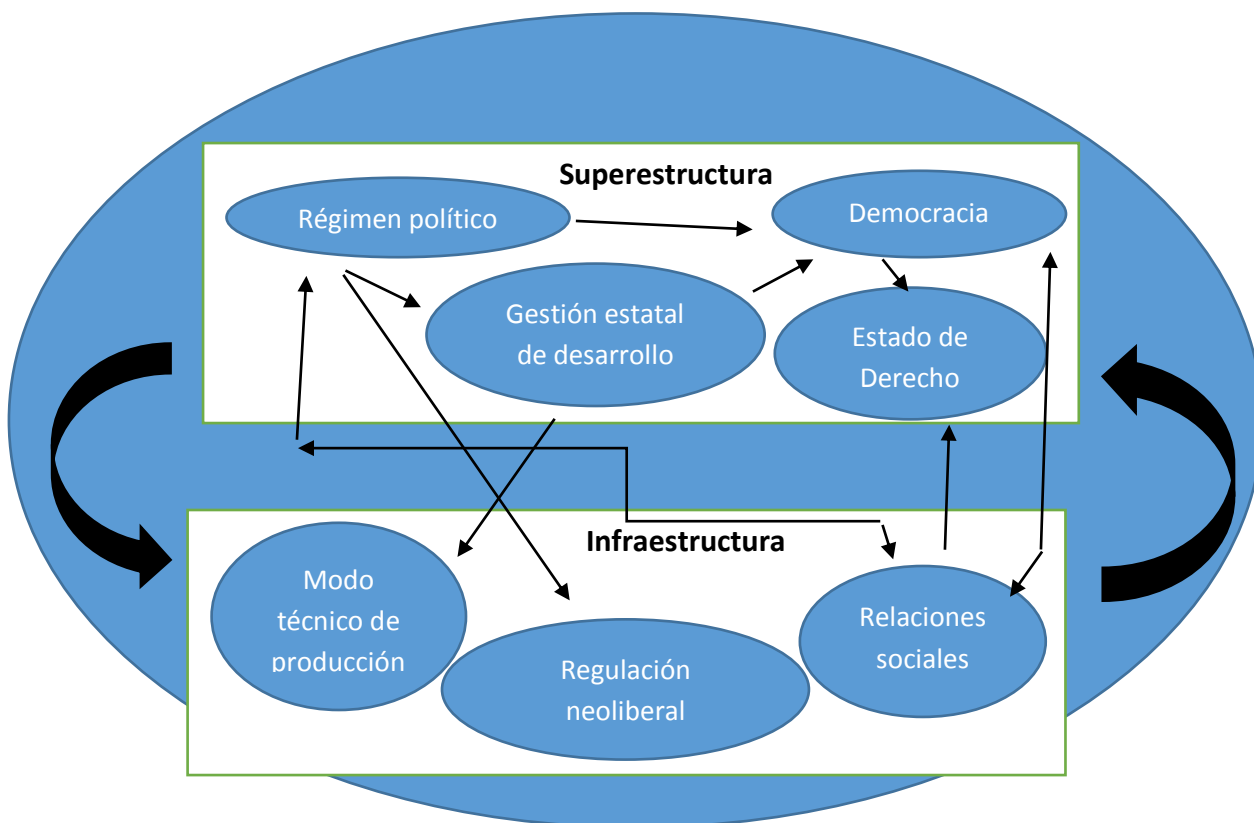 Superestructura
Régimen político
Democracia
Gestión estatal
de desarrollo
Estado de
Derecho
Infraestructura
Modo
técnico de
producción
Regulación
neoliberal
Relaciones
sociales